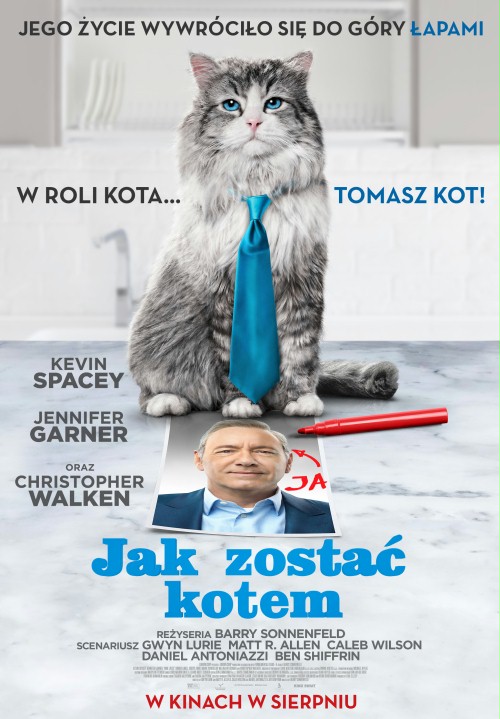 JEGO ŻYCIE WYWRÓCIŁO SIĘ DO GÓRY ŁAPAMI
W ROLI KOTA... TOMASZ KOT!
KEVIN
SPACEY
JENNIFER
GARNER
ORAZ
CHRISTOPHER
WALKEN
JA
Jak zostać
kotem
REŻYSERIA BARRY SONNENFELD
SCENARIUSZ GWYN LURIE MATT R. ALLEN CALEB WILSON
DANIEL ANTONIAZZI BEN SHIFFRIN
W KINACH W SIERPNIU